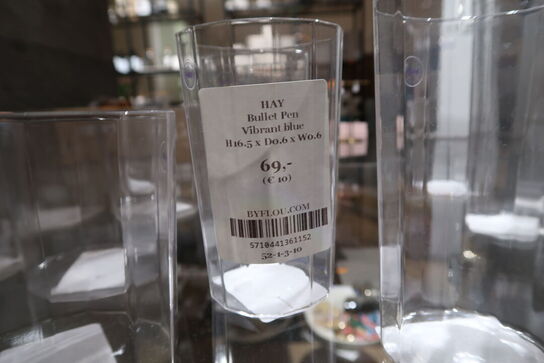 HAY
Bullet Pen
Vibrant blue
H16.5 x D0.6 x W0.6
69,-
(€ 10)
BYFLOU.COM
5710441361152
52-1-3-10